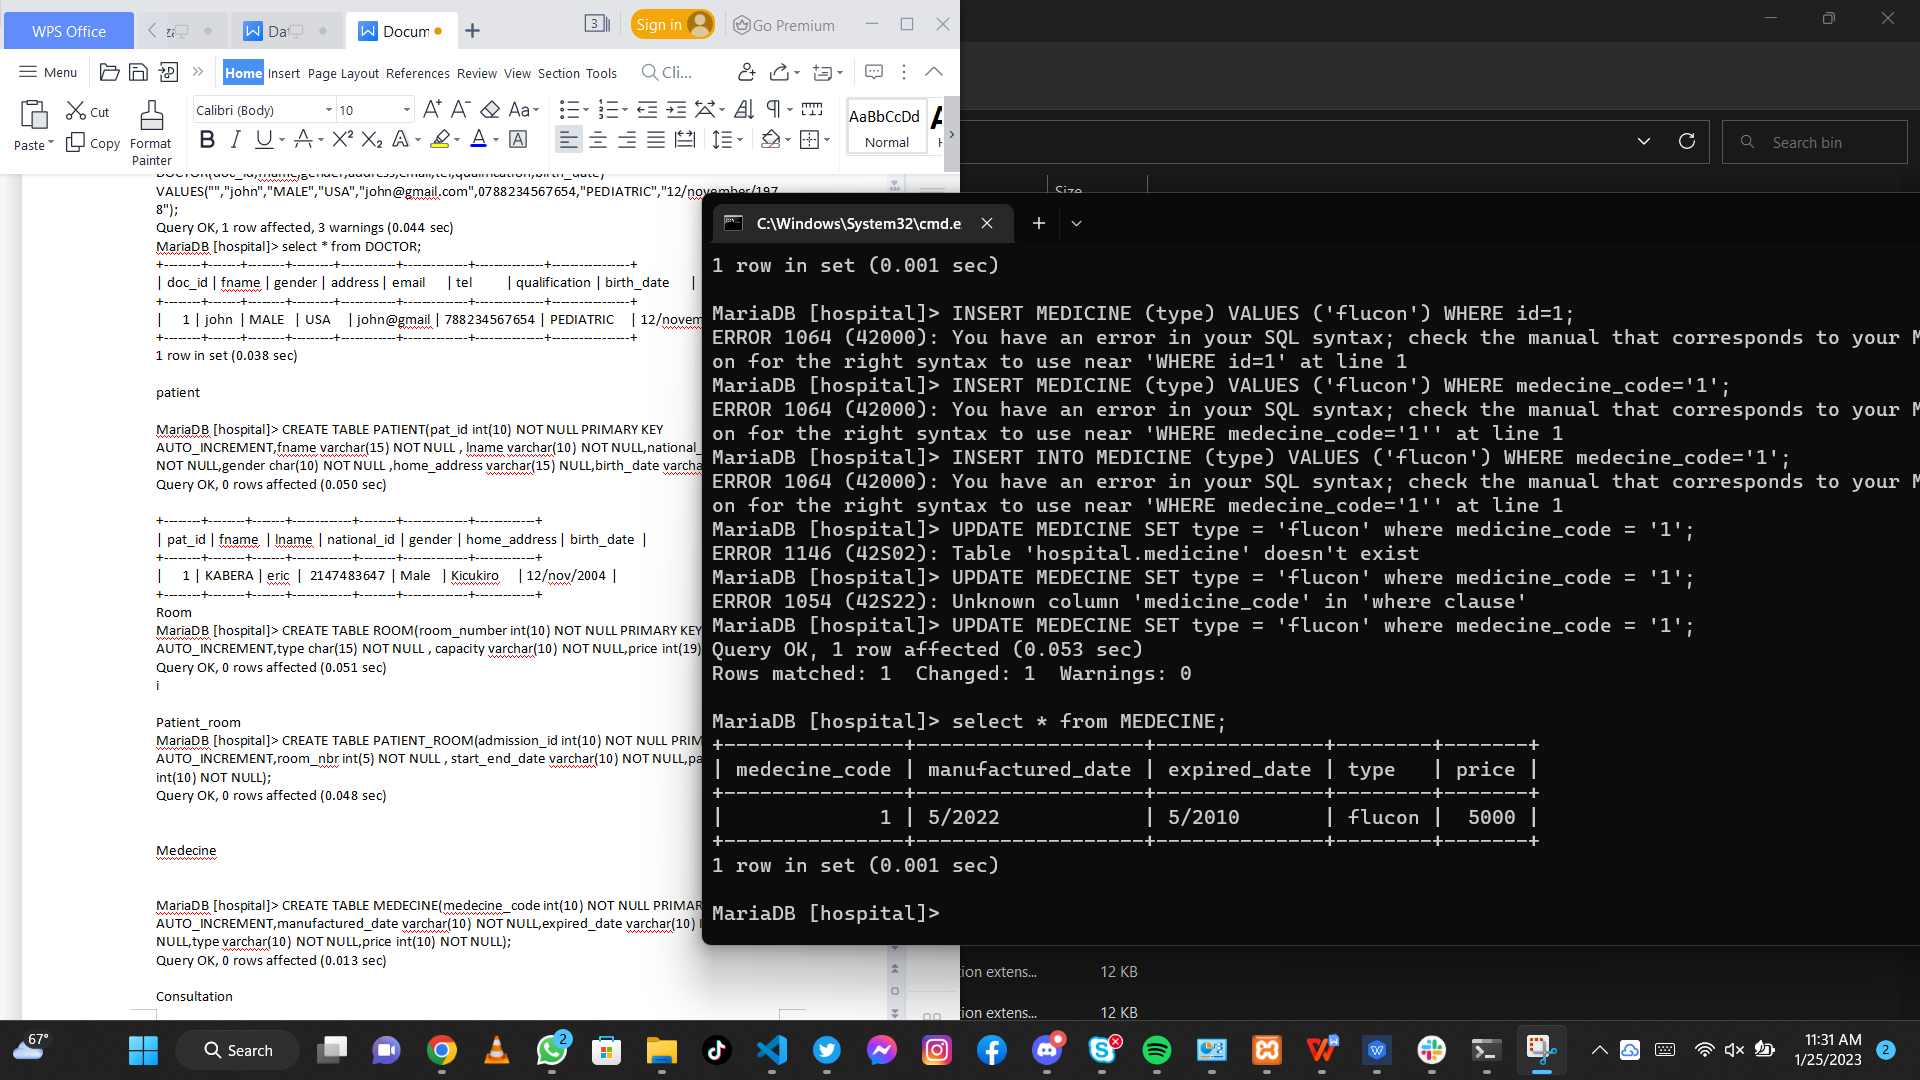 WPS Office
Da
Docum
3
Sign in
Go Premium
Menu
Home
Insert
Page Layout
References
Review
View
Section
Tools
Cli...
Paste
Cut
Copy
Format
Painter
Calibri (Body)
10
AaBbCcDd
Normal
Search bin
Size
DOCTOR(doc_id,fname,gender,address,email,tel,qualification,birth_date)
VALUES("","john","MALE","USA","john@gmail.com",0788234567654,"PEDIATRIC","12/november/197
8");
Query OK, 1 row affected, 3 warnings (0.044 sec)
MariaDB [hospital]> select * from DOCTOR;
| doc_id | fname | gender | address | email | tel | qualification | birth_date |
| 1 | john | MALE | USA | john@gmail | 788234567654 | PEDIATRIC | 12/novem
1 row in set (0.038 sec)
patient
MariaDB [hospital]> CREATE TABLE PATIENT(pat_id int(10) NOT NULL PRIMARY KEY
AUTO_INCREMENT,fname varchar(15) NOT NULL , lname varchar(10) NOT NULL,national_
NOT NULL,gender char(10) NOT NULL ,home_address varchar(15) NULL,birth_date varcha
Query OK, 0 rows affected (0.050 sec)
| pat_id | fname | lname | national_id | gender | home_address | birth_date |
| 1 | KABERA | eric | 2147483647 | Male | Kicukiro | 12/nov/2004 |
Room
MariaDB [hospital]> CREATE TABLE ROOM(room_number int(10) NOT NULL PRIMARY KEY
AUTO_INCREMENT,type char(15) NOT NULL , capacity varchar(10) NOT NULL,price int(19)
Query OK, 0 rows affected (0.051 sec)
i
Patient_room
MariaDB [hospital]> CREATE TABLE PATIENT_ROOM(admission_id int(10) NOT NULL PRIM
AUTO_INCREMENT,room_nbr int(5) NOT NULL , start_end_date varchar(10) NOT NULL,pa
int(10) NOT NULL);
Query OK, 0 rows affected (0.048 sec)
Medecine
MariaDB [hospital]> CREATE TABLE MEDECINE(medecine_code int(10) NOT NULL PRIMAR
AUTO_INCREMENT,manufactured_date varchar(10) NOT NULL,expired_date varchar(10)
NULL,type varchar(10) NOT NULL,price int(10) NOT NULL);
Query OK, 0 rows affected (0.013 sec)
Consultation
C:\Windows\System32\cmd.e
1 row in set (0.001 sec)
MariaDB [hospital]> INSERT MEDICINE (type) VALUES ('flucon') WHERE id=1;
ERROR 1064 (42000): You have an error in your SQL syntax; check the manual that corresponds to your M
on for the right syntax to use near 'WHERE id=1' at line 1
MariaDB [hospital]> INSERT MEDICINE (type) VALUES ('flucon') WHERE medecine_code='1';
ERROR 1064 (42000): You have an error in your SQL syntax; check the manual that corresponds to your M
on for the right syntax to use near 'WHERE medecine_code='1'' at line 1
MariaDB [hospital]> INSERT INTO MEDICINE (type) VALUES ('flucon') WHERE medecine_code='1';
ERROR 1064 (42000): You have an error in your SQL syntax; check the manual that corresponds to your M
on for the right syntax to use near 'WHERE medecine_code='1'' at line 1
MariaDB [hospital]> UPDATE MEDICINE SET type = 'flucon' where medicine_code = '1';
ERROR 1146 (42S02): Table 'hospital.medicine' doesn't exist
MariaDB [hospital]> UPDATE MEDECINE SET type = 'flucon' where medicine_code = '1';
ERROR 1054 (42S22): Unknown column 'medicine_code' in 'where clause'
MariaDB [hospital]> UPDATE MEDECINE SET type = 'flucon' where medecine_code = '1';
Query OK, 1 row affected (0.053 sec)
Rows matched: 1  Changed: 1  Warnings: 0
MariaDB [hospital]> select * from MEDECINE;
| medecine_code | manufactured_date | expired_date | type | price |
| 1 | 5/2022 | 5/2010 | flucon | 5000 |
1 row in set (0.001 sec)
MariaDB [hospital]>
ion extens... 12 KB
tion extens... 12 KB
67°
Search
2
11:31 AM
1/25/2023
2